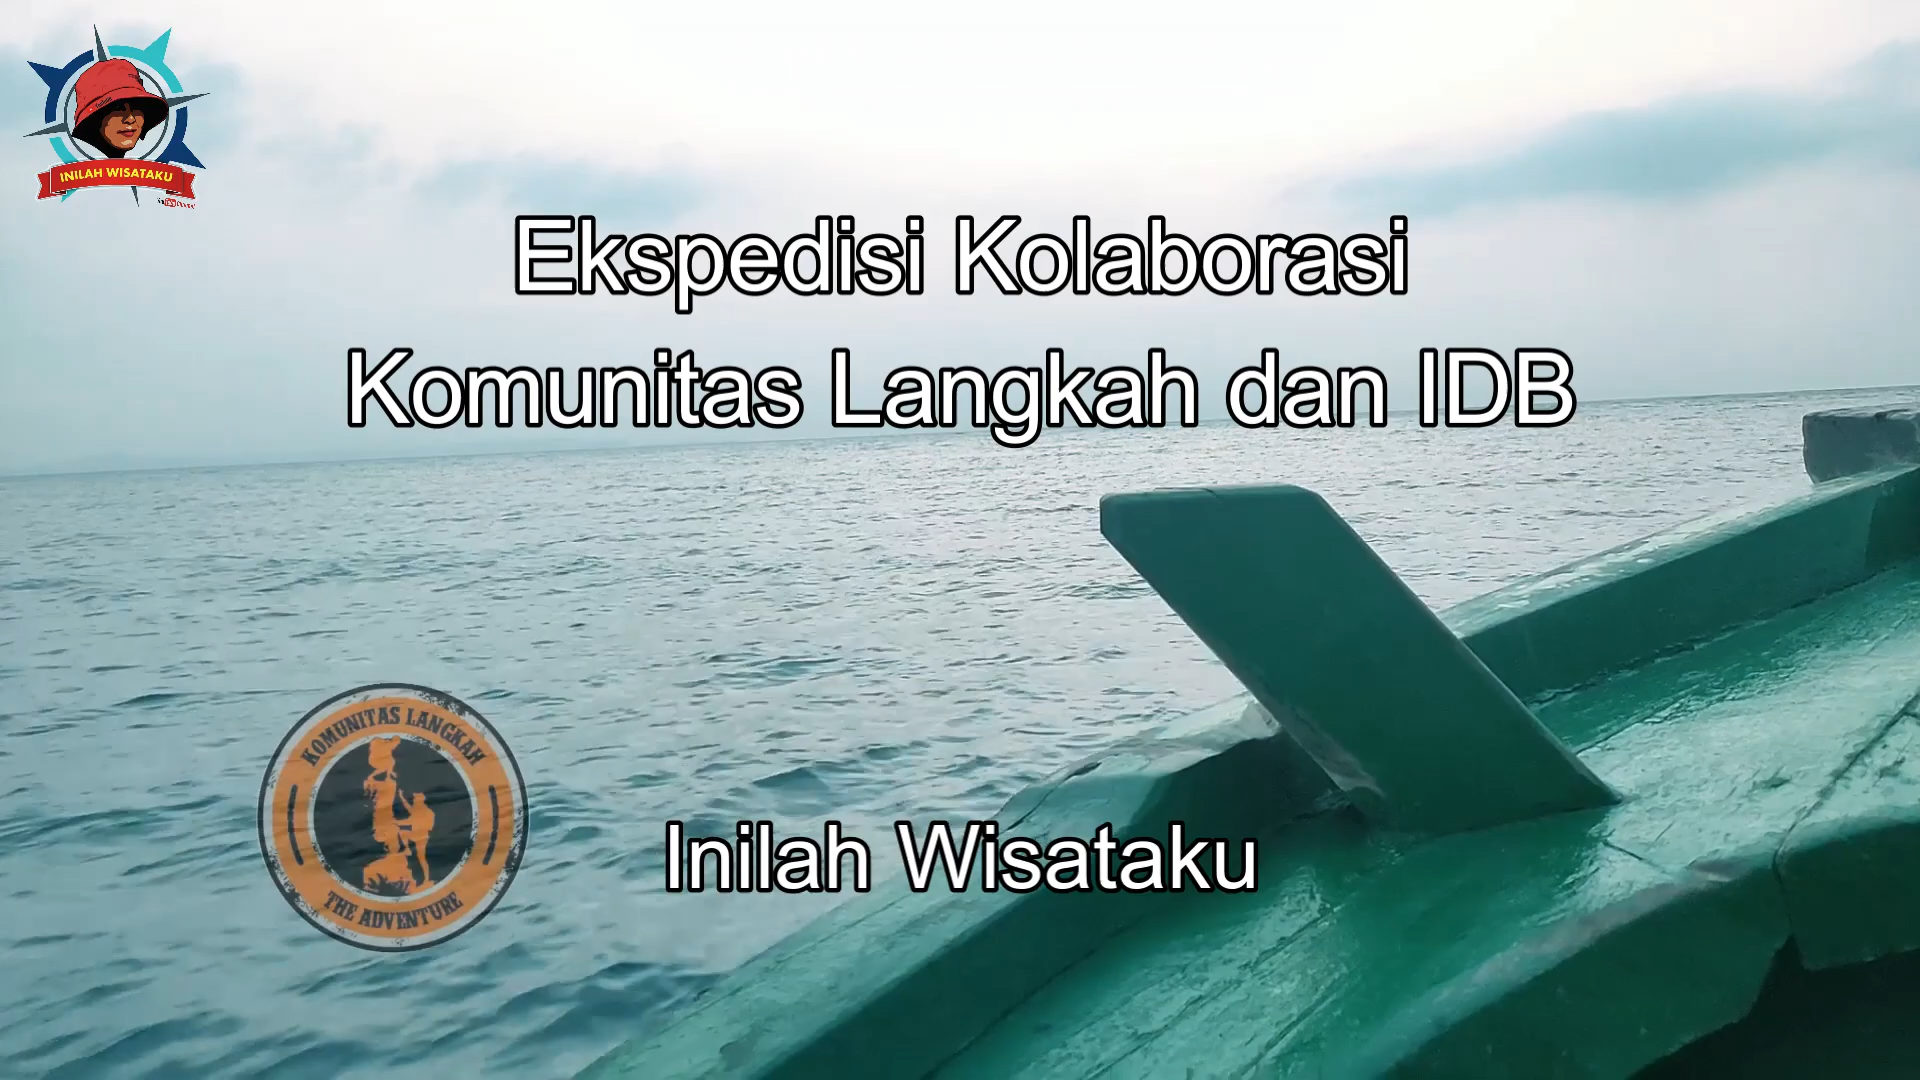 INILAH WISATAKU
Ekspedisi Kolaborasi
Komunitas Langkah dan IDB
KOMUNITAS LANGKAH
THE ADVENTURE
Inilah Wisataku